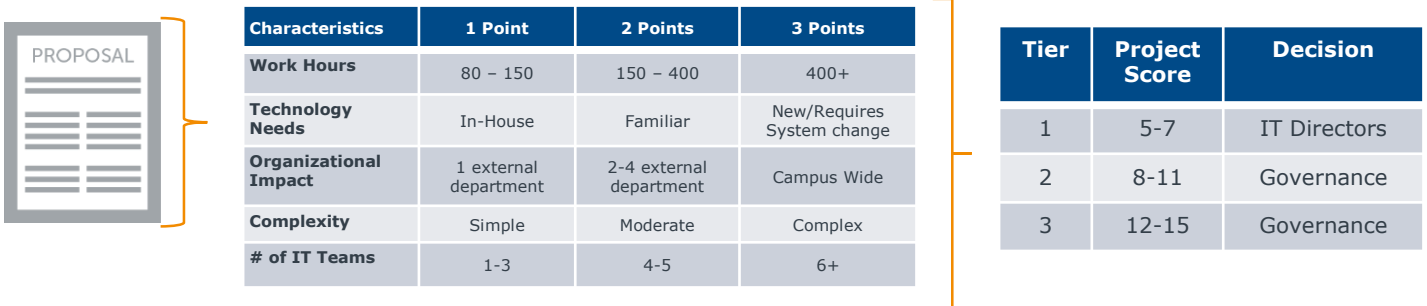 PROPOSAL
Characteristics 1 Point 2 Points 3 Points
Work Hours 80 – 150 150 – 400 400+
Technology
Needs In-House Familiar New/Requires
System change
Organizational
Impact 1 external
department 2-4 external
department Campus Wide
Complexity Simple Moderate Complex
# of IT Teams 1-3 4-5 6+
Tier Project
Score Decision
1 5-7 IT Directors
2 8-11 Governance
3 12-15 Governance